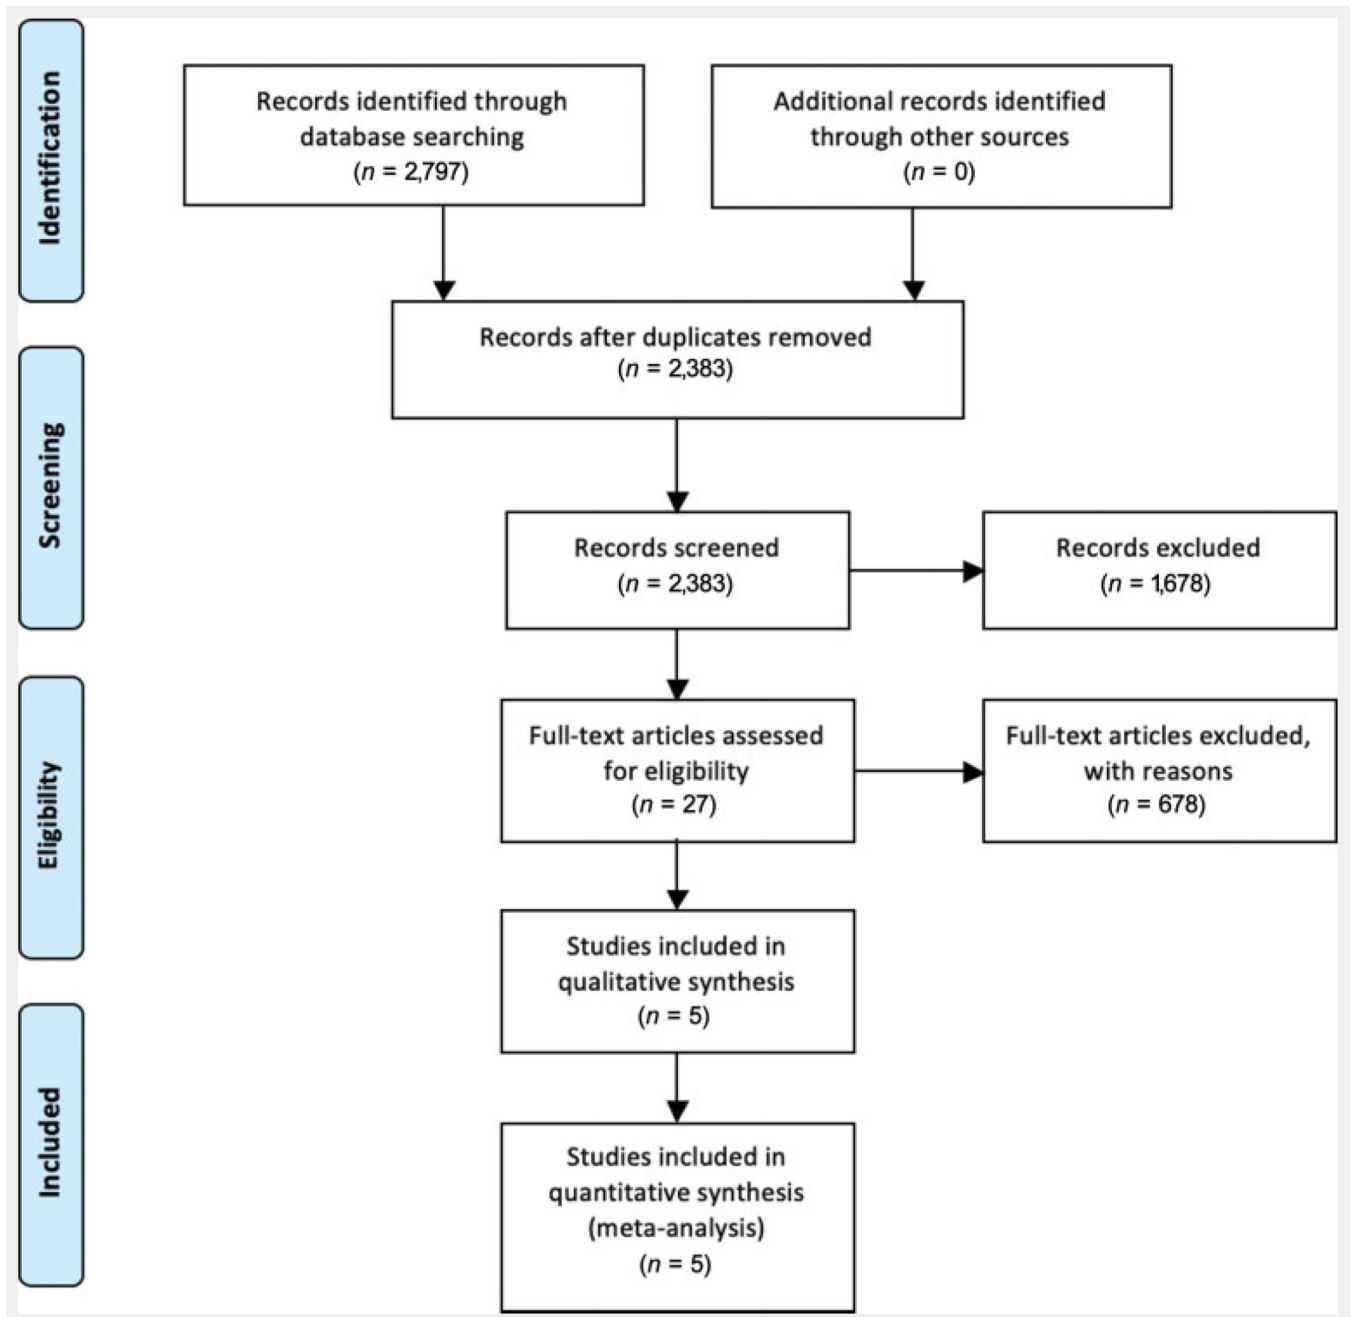 Identification
Records identified through
database searching
(n = 2,797)
Additional records identified
through other sources
(n = 0)
Records after duplicates removed
(n = 2,383)
Screening
Records screened
(n = 2,383)
Records excluded
(n = 1,678)
Eligibility
Full-text articles assessed
for eligibility
(n = 27)
Full-text articles excluded,
with reasons
(n = 678)
Studies included in
qualitative synthesis
(n = 5)
Included
Studies included in
quantitative synthesis
(meta-analysis)
(n = 5)